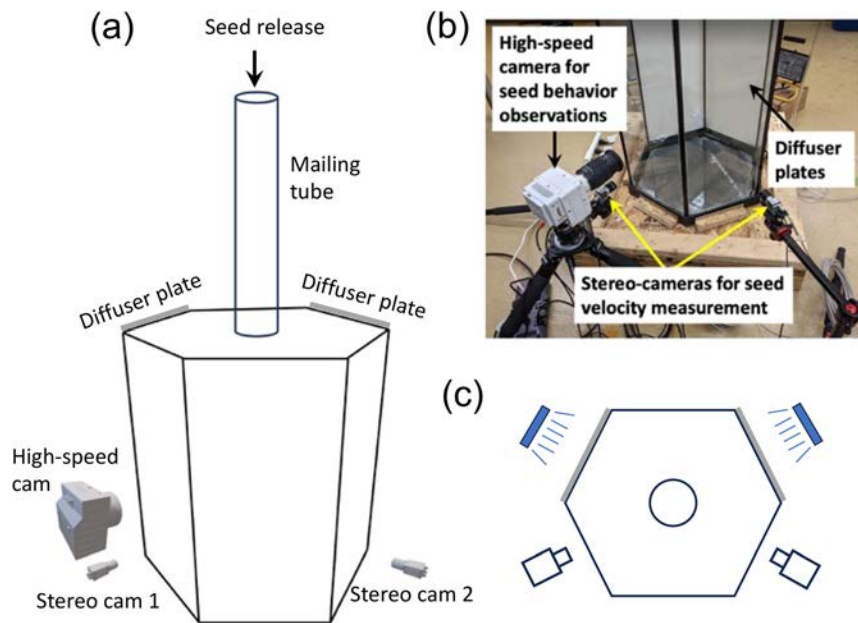 (a)
Seed release
Mailing
tube
Diffuser plate
Diffuser plate
High-speed
cam
Stereo cam 1
Stereo cam 2
(b)
High-speed
camera for
seed behavior
observations
Diffuser
plates
Stereo-cameras for seed
velocity measurement
(c)